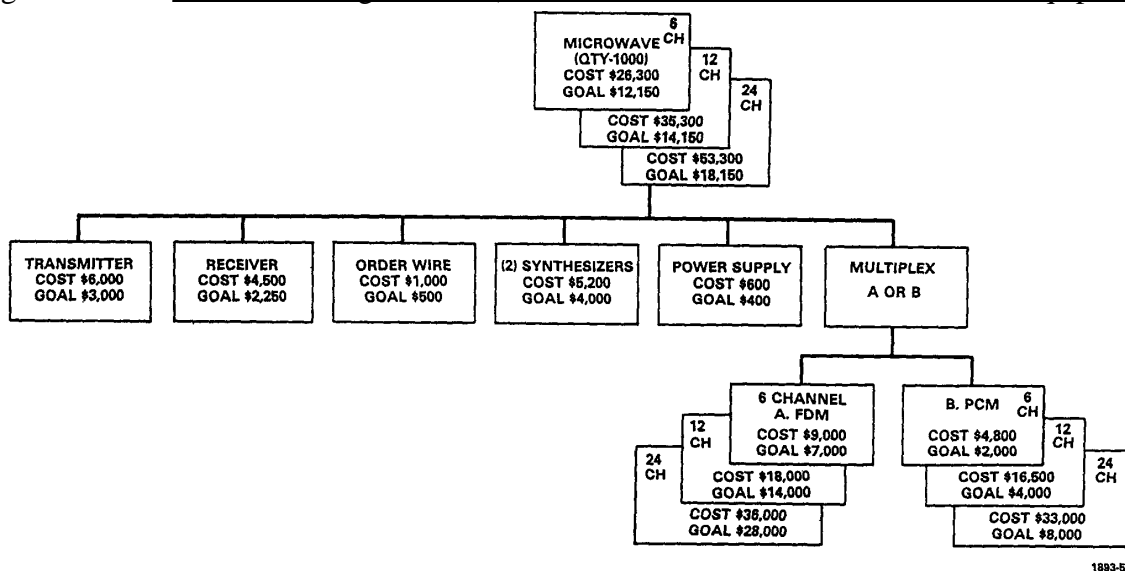 6
CH
MICROWAVE
(QTY-1000)
COST $26,300
GOAL $12,150
12
CH
COST $35,300
GOAL $14,150
24
CH
COST $53,300
GOAL $18,150
TRANSMITTER
COST $6,000
GOAL $3,000
RECEIVER
COST $4,500
GOAL $2,250
ORDER WIRE
COST $1,000
GOAL $500
(2) SYNTHESIZERS
COST $5,200
GOAL $4,000
POWER SUPPLY
COST $600
GOAL $400
MULTIPLEX
A OR B
6 CHANNEL
A. FDM
COST $9,000
GOAL $7,000
12
CH
COST $18,000
GOAL $14,000
24
CH
COST $36,000
GOAL $28,000
B. PCM
6
CH
COST $4,800
GOAL $2,000
12
CH
COST $16,500
GOAL $4,000
24
CH
COST $33,000
GOAL $8,000
1893-5